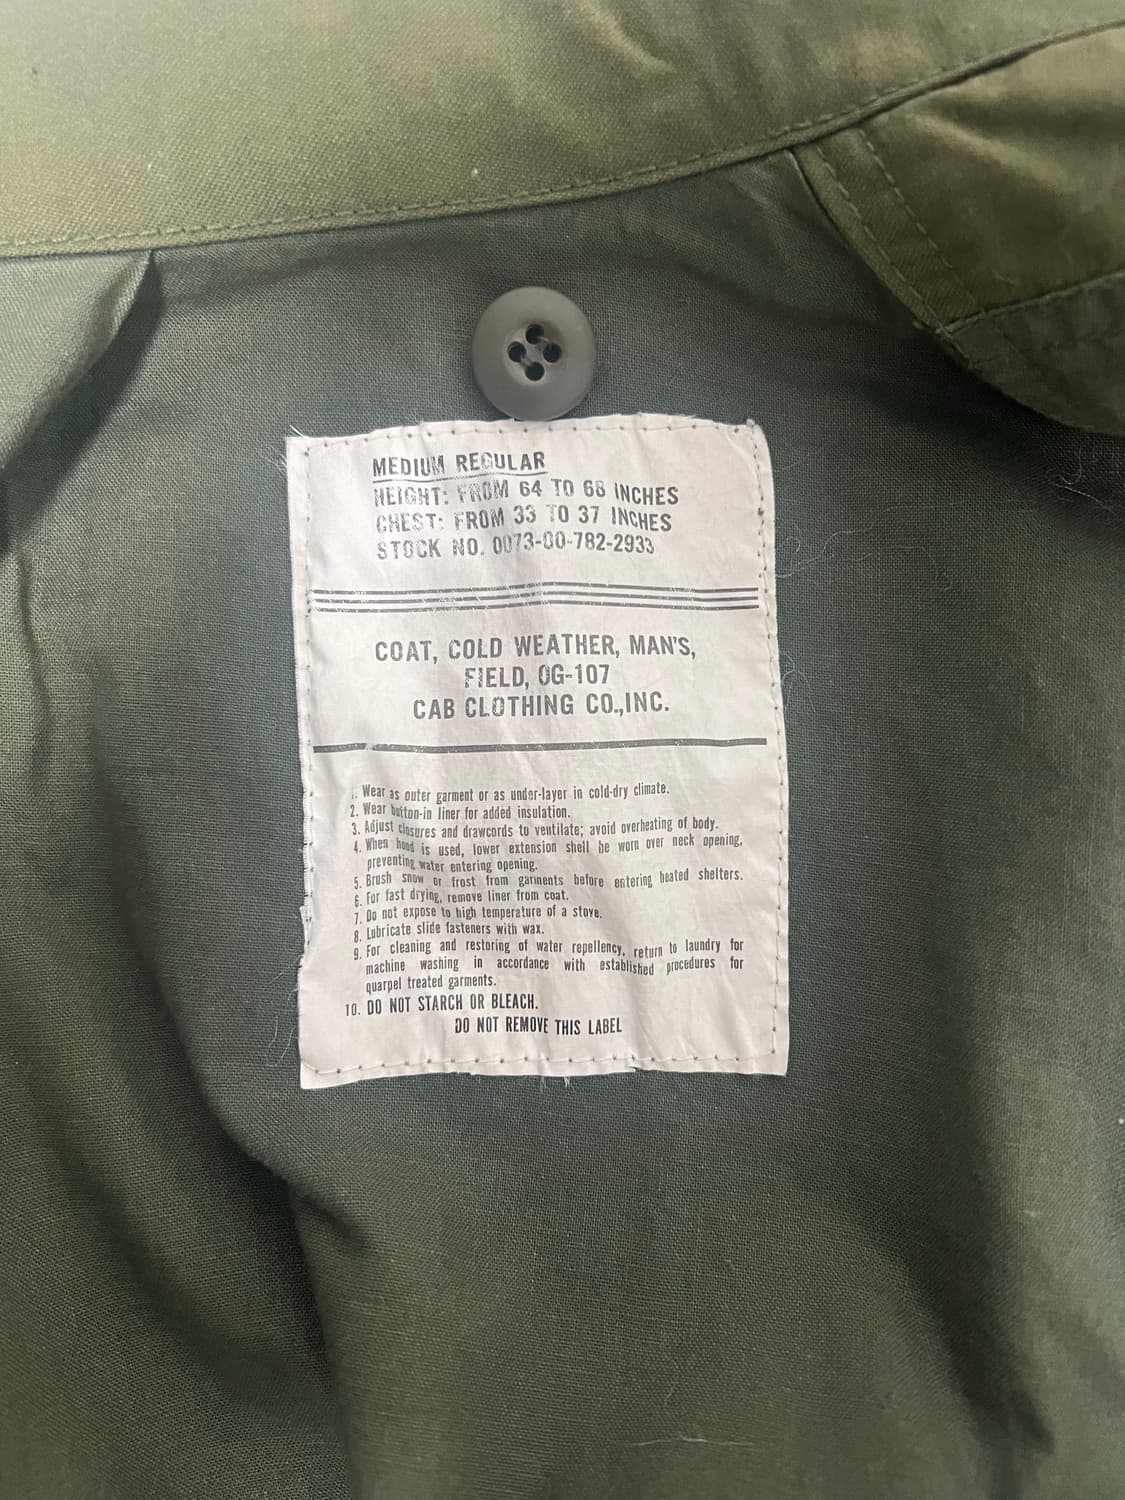 MEDIUM REGULAR
HEIGHT: FROM 64 TO 68 INCHES
CHEST: FROM 33 TO 37 INCHES
STOCK NO. 0073-00-782-2933
COAT, COLD WEATHER, MAN'S,
FIELD, OG-107
CAB CLOTHING CO.,INC.
1. Wear as outer garment or as under-layer in cold-dry climate.
2. Wear button-in liner for added insulation.
3. Adjust closures and drawcords to ventilate; avoid overheating of body.
4. When hood is used, lower extension shell be worn over neck opening,
preventing water entering opening.
5. Brush snow or frost from garments before entering heated shelters.
6. For fast drying, remove liner from coat.
7. Do not expose to high temperature of a stove.
8. Lubricate slide fasteners with wax.
9. For cleaning and restoring of water repellency, return to laundry for
machine washing in accordance with established procedures for
quarpel treated garments.
10. DO NOT STARCH OR BLEACH.
DO NOT REMOVE THIS LABEL